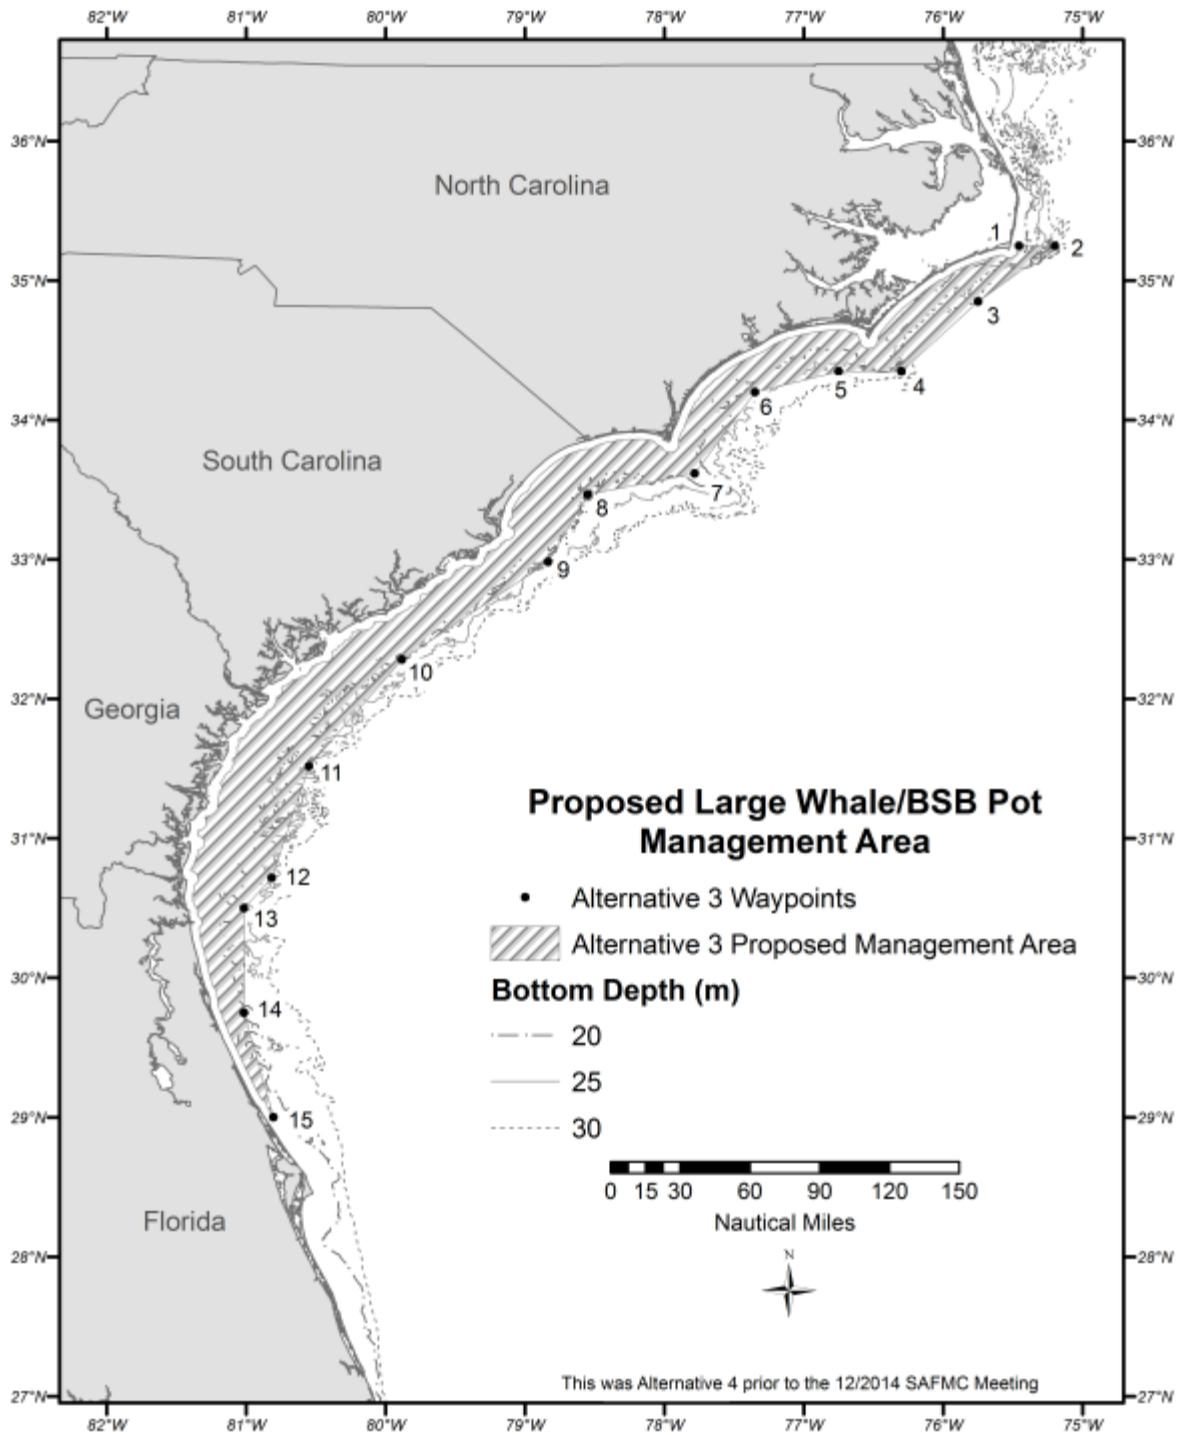 82°W 81°W 80°W 79°W 78°W 77°W 76°W 75°W
36°N 36°N
North Carolina
1
2
35°N 35°N
3
4
5
6
34°N 34°N
South Carolina
7
8
33°N 33°N
9
10
32°N 32°N
Georgia
11
Proposed Large Whale/BSB Pot
Management Area
31°N 31°N
12
Alternative 3 Waypoints
13
Alternative 3 Proposed Management Area
30°N 30°N
Bottom Depth (m)
14
20
25
29°N 29°N
15
30
0 15 30 60 90 120 150
Nautical Miles
Florida
28°N 28°N
N
This was Alternative 4 prior to the 12/2014 SAFMC Meeting
27°N 27°N
82°W 81°W 80°W 79°W 78°W 77°W 76°W 75°W